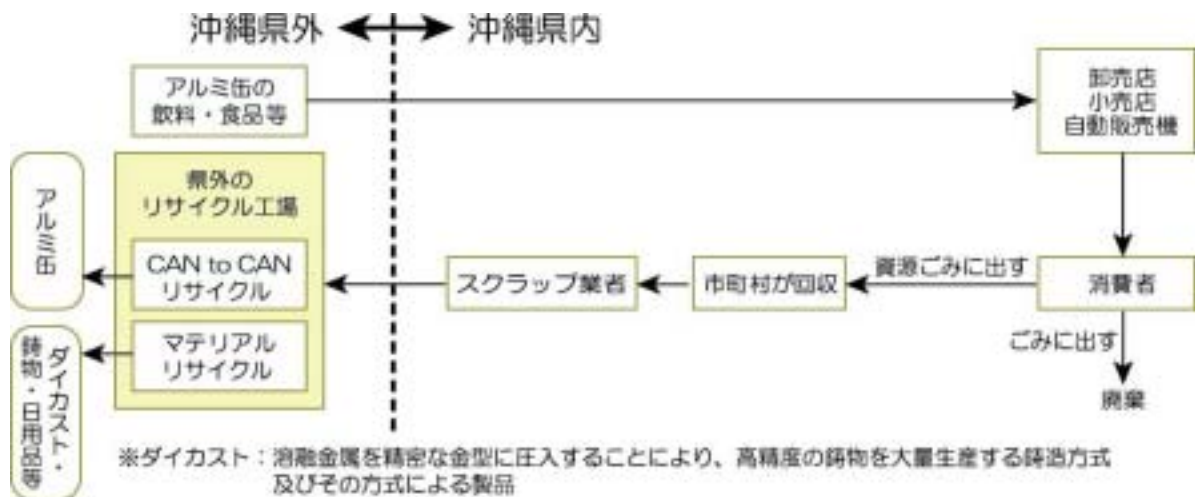 沖縄県外
沖縄県内
アルミ缶の
飲料・食品等
卸売店
小売店
自動販売機
県外の
リサイクル工場
アルミ缶
CAN to CAN
リサイクル
スクラップ業者
市町村が回収
資源ごみに出す
消費者
マテリアル
リサイクル
ダイカスト・
鋳物・日用品等
ごみに出す
廃棄
※ダイカスト：溶融金属を精密な金型に圧入することにより、高精度の鋳物を大量生産する鋳造方式
及びその方式による製品